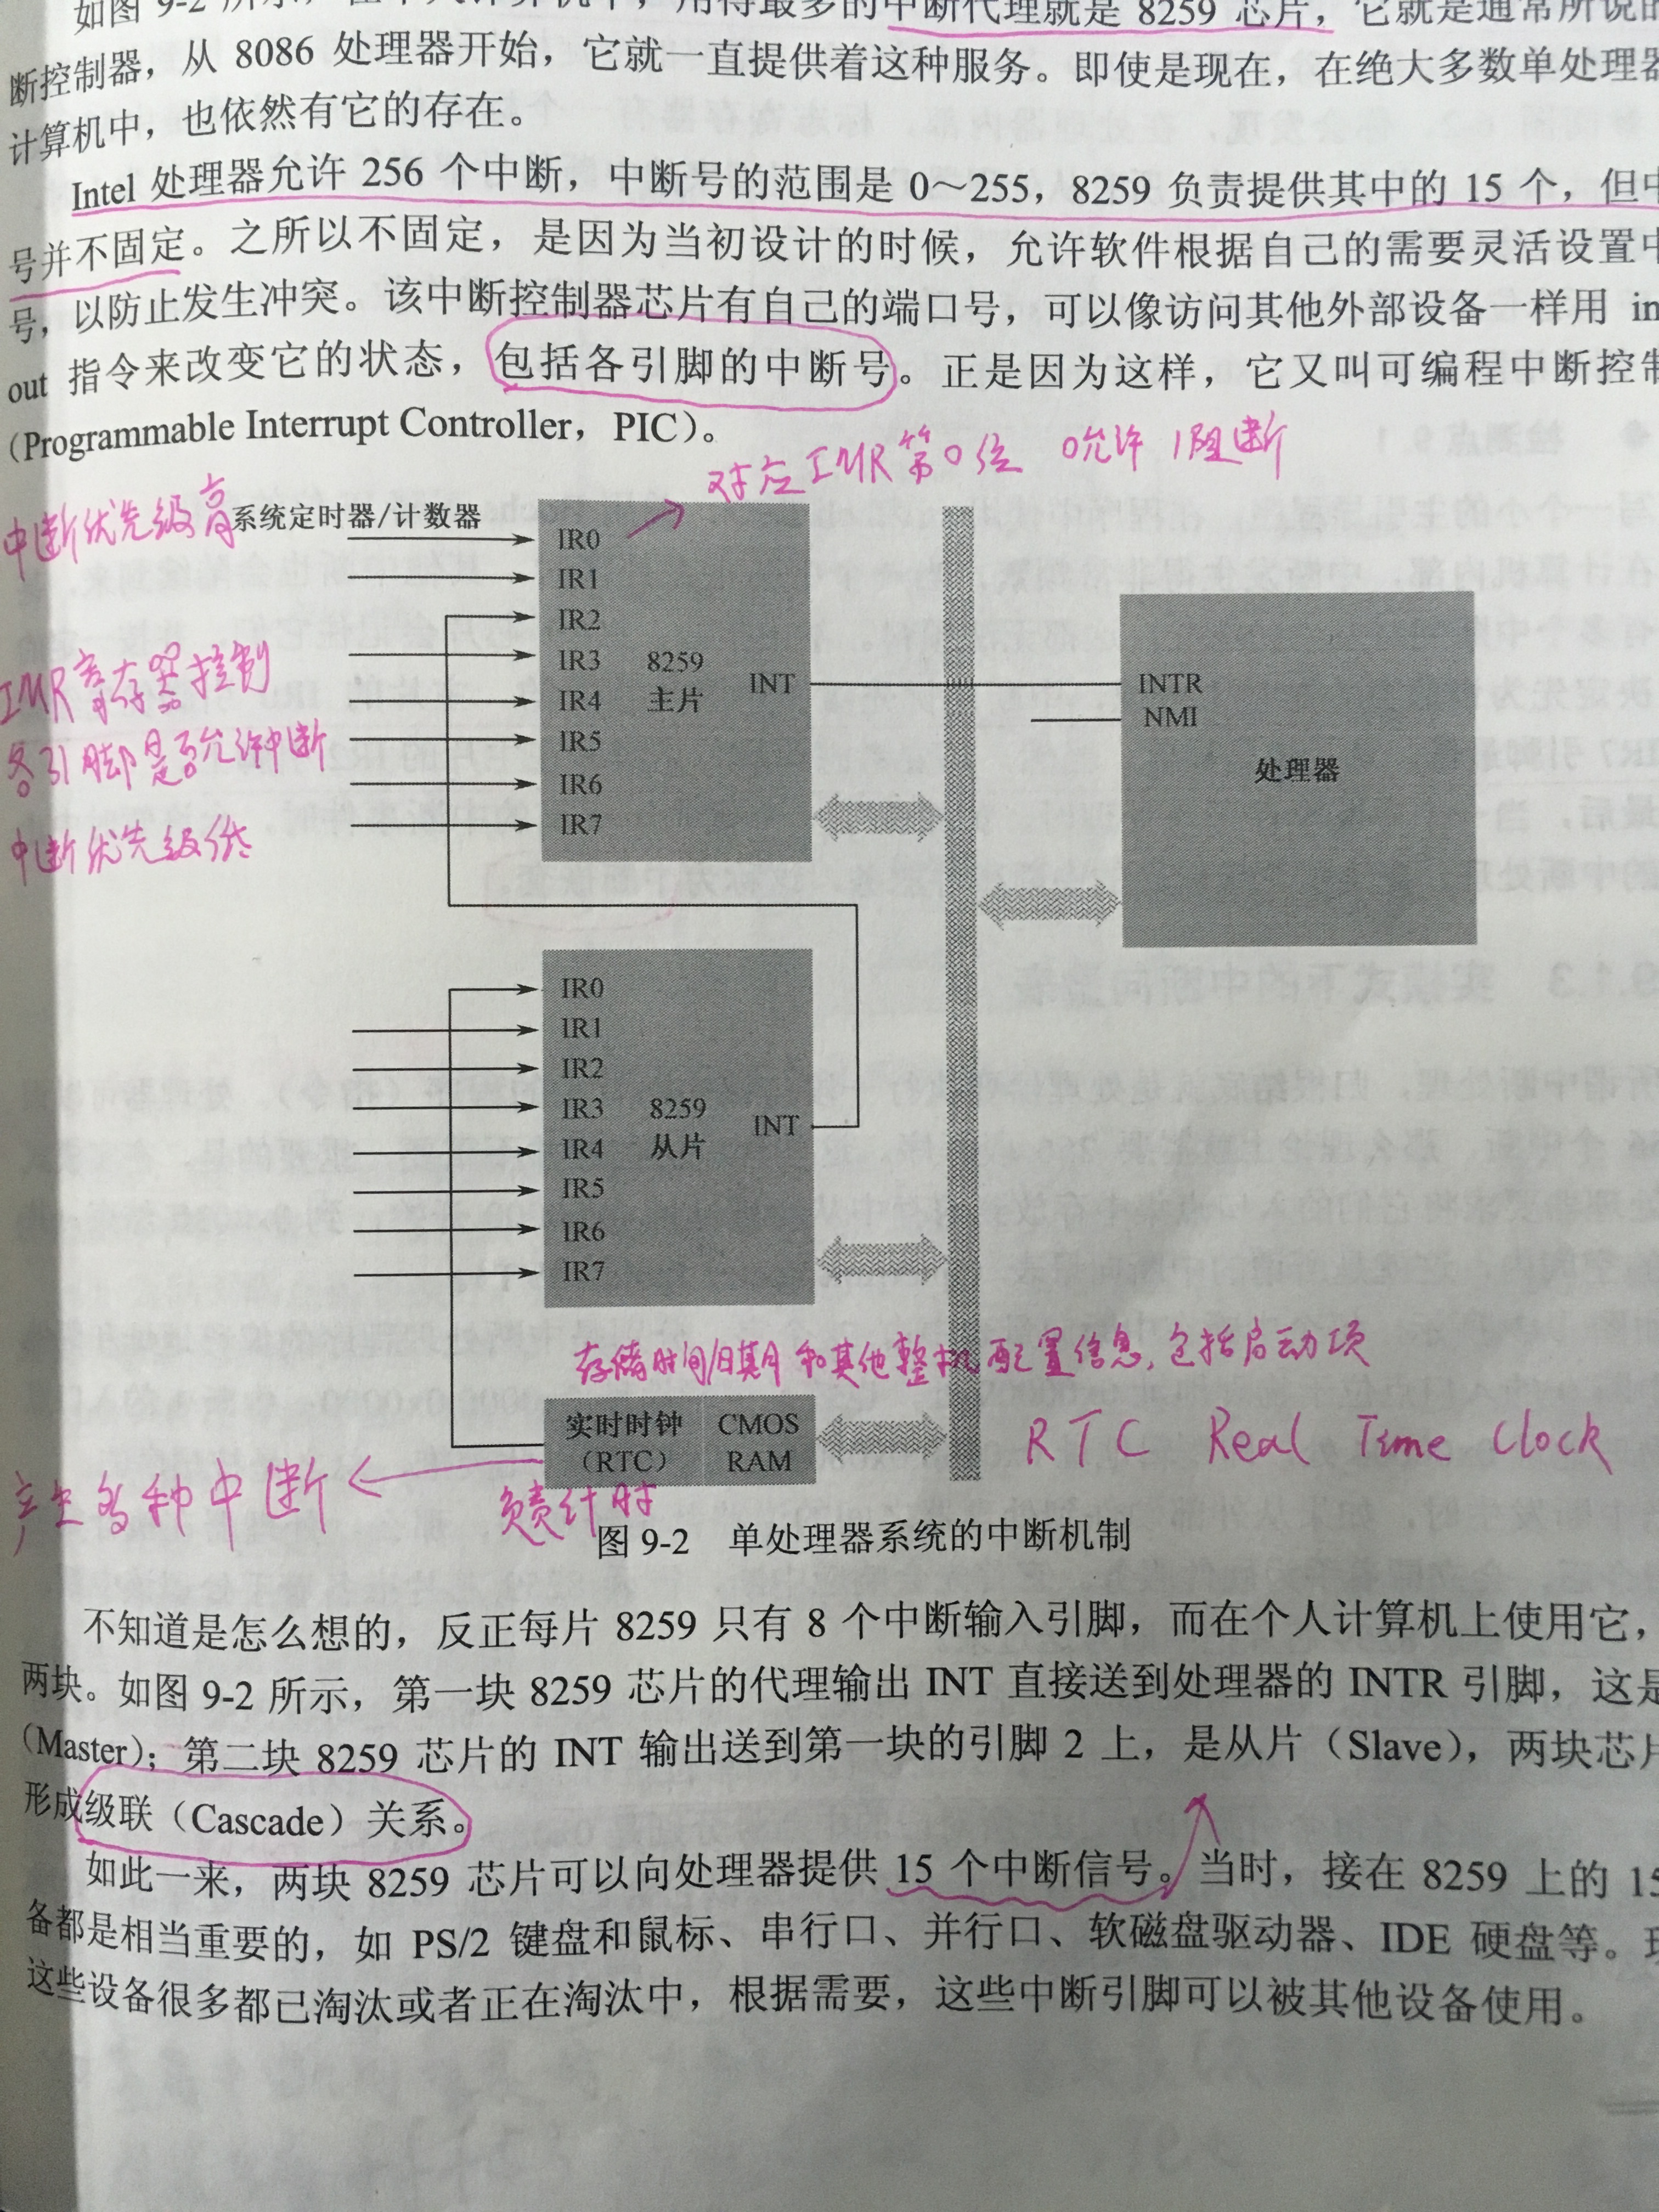 如图 9-2 所示，在个人计算机中，用得最多的中断代理就是 8259 芯片，它就是通常所说的
断控制器，从 8086 处理器开始，它就一直提供着这种服务。即使是现在，在绝大多数单处理器
计算机中，也依然有它的存在。
Intel 处理器允许 256 个中断，中断号的范围是 0～255，8259 负责提供其中的 15 个，但中
号并不固定。之所以不固定，是因为当初设计的时候，允许软件根据自己的需要灵活设置中
号，以防止发生冲突。该中断控制器芯片有自己的端口号，可以像访问其他外部设备一样用 in
out 指令来改变它的状态，包括各引脚的中断号。正是因为这样，它又叫可编程中断控制
（Programmable Interrupt Controller，PIC）。
对应IMR第0位 0允许 1阻断
中断优先级高
系统定时器/计数器
IR0
IR1
IR2
IR3
IR4
IR5
IR6
IR7
8259
主片
INT
INTR
NMI
处理器
IMR寄存器控制
各引脚是否允许中断
中断优先级低
IR0
IR1
IR2
IR3
IR4
IR5
IR6
IR7
8259
从片
INT
存储时间/日期 和其他整机配置信息，包括启动项
实时时钟
（RTC）
CMOS
RAM
RTC Real Time Clock
产生多种中断
负责计时
图 9-2 单处理器系统的中断机制
不知道是怎么想的，反正每片 8259 只有 8 个中断输入引脚，而在个人计算机上使用它，
两块。如图 9-2 所示，第一块 8259 芯片的代理输出 INT 直接送到处理器的 INTR 引脚，这是
（Master）；第二块 8259 芯片的 INT 输出送到第一块的引脚 2 上，是从片（Slave），两块芯片
形成级联（Cascade）关系。
如此一来，两块 8259 芯片可以向处理器提供 15 个中断信号。当时，接在 8259 上的 15
备都是相当重要的，如 PS/2 键盘和鼠标、串行口、并行口、软磁盘驱动器、IDE 硬盘等。现
这些设备很多都已淘汰或者正在淘汰中，根据需要，这些中断引脚可以被其他设备使用。